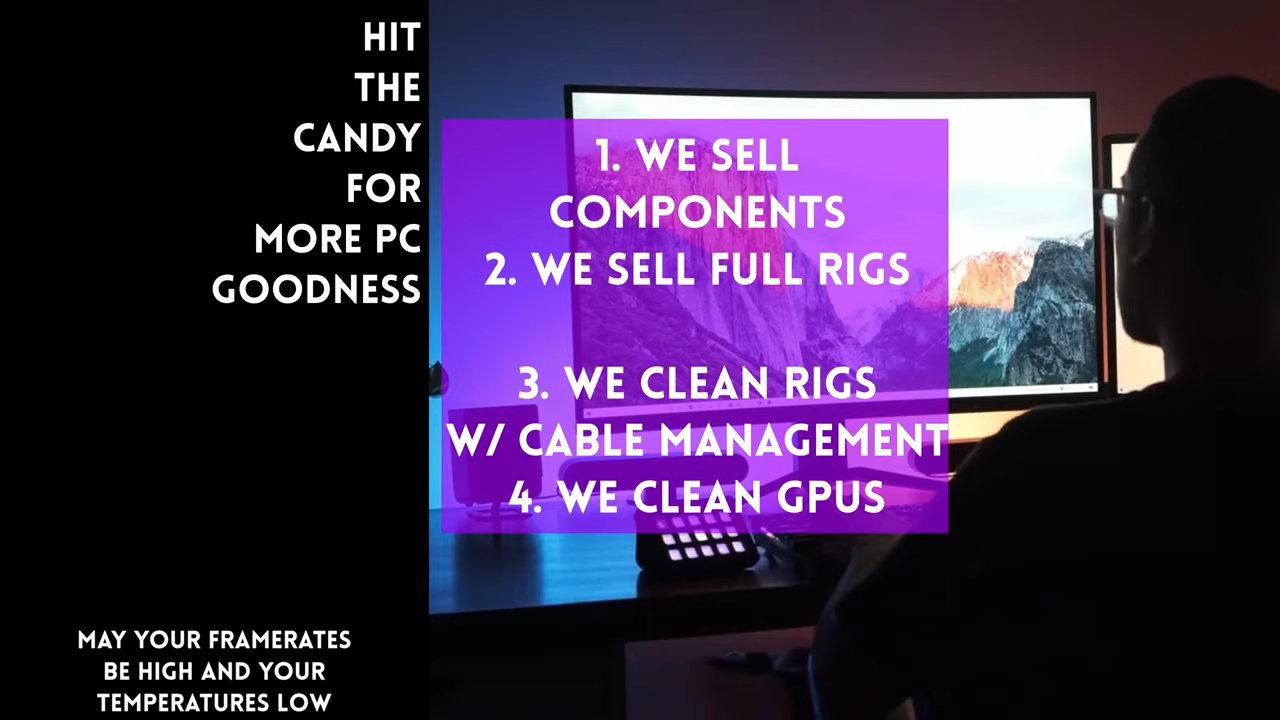 HIT
THE
CANDY
FOR
MORE PC
GOODNESS
1. WE SELL
COMPONENTS
2. WE SELL FULL RIGS
3. WE CLEAN RIGS
W/ CABLE MANAGEMENT
4. WE CLEAN GPUS
MAY YOUR FRAMERATES
BE HIGH AND YOUR
TEMPERATURES LOW